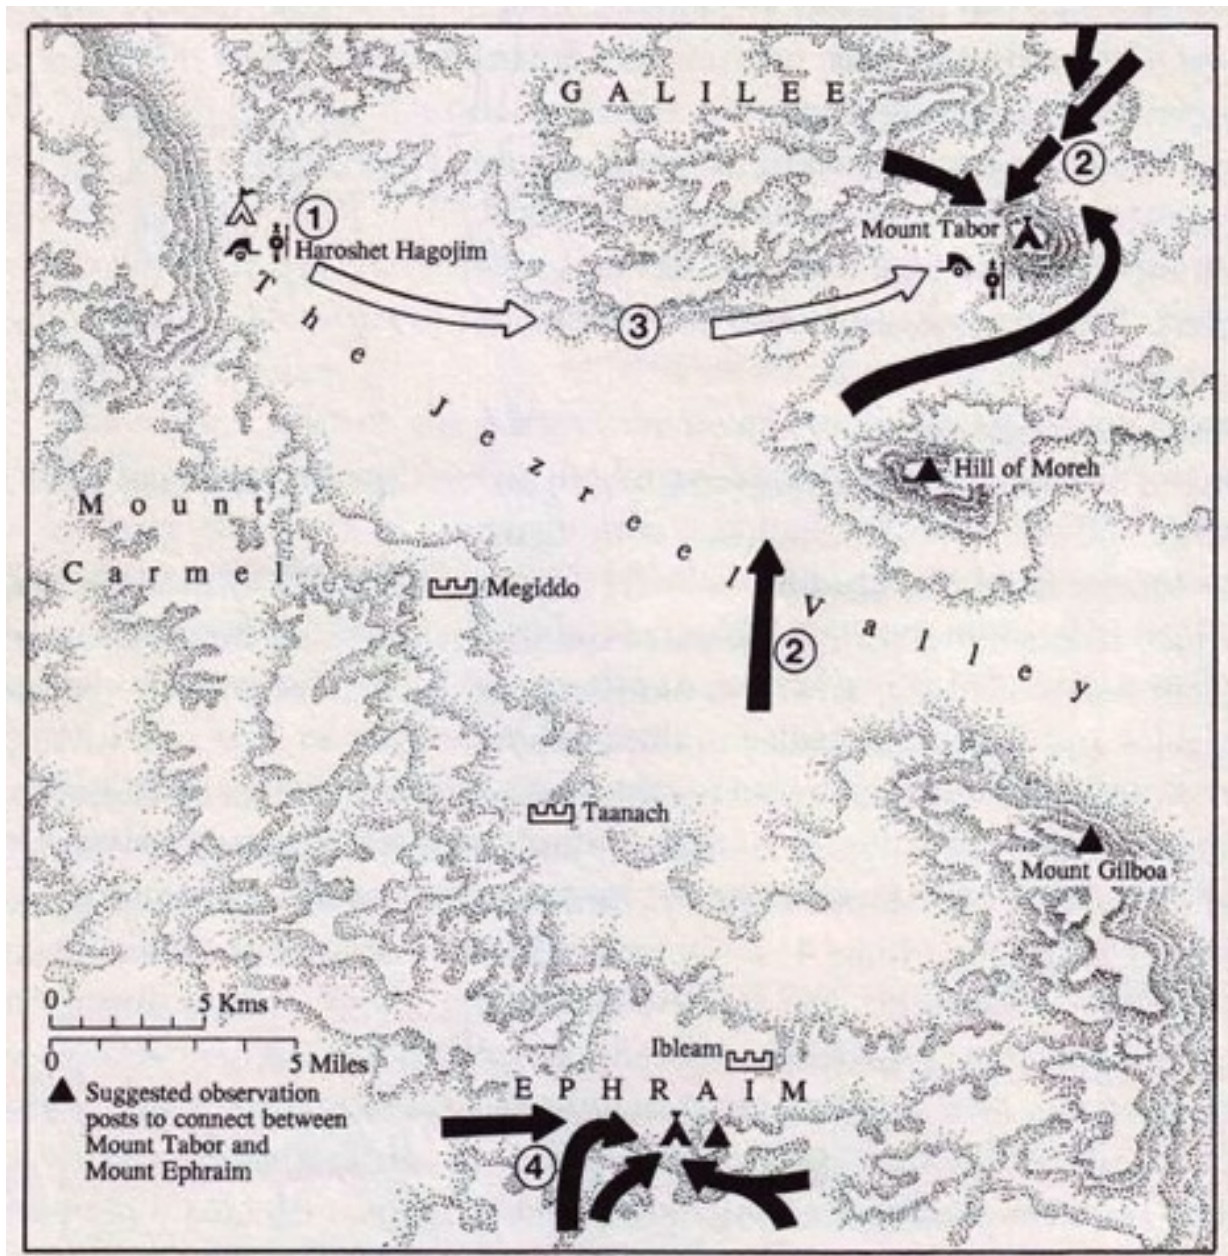 GALILEE
2
Mount Tabor
1
Haroshet Hagojim
3
The Jezreel Valley
Hill of Moreh
Mount
Carmel
Megiddo
2
Taanach
Mount Gilboa
0 5 Kms
0 5 Miles
Ibleam
EPHRAIM
Suggested observation
posts to connect between
Mount Tabor and
Mount Ephraim
4